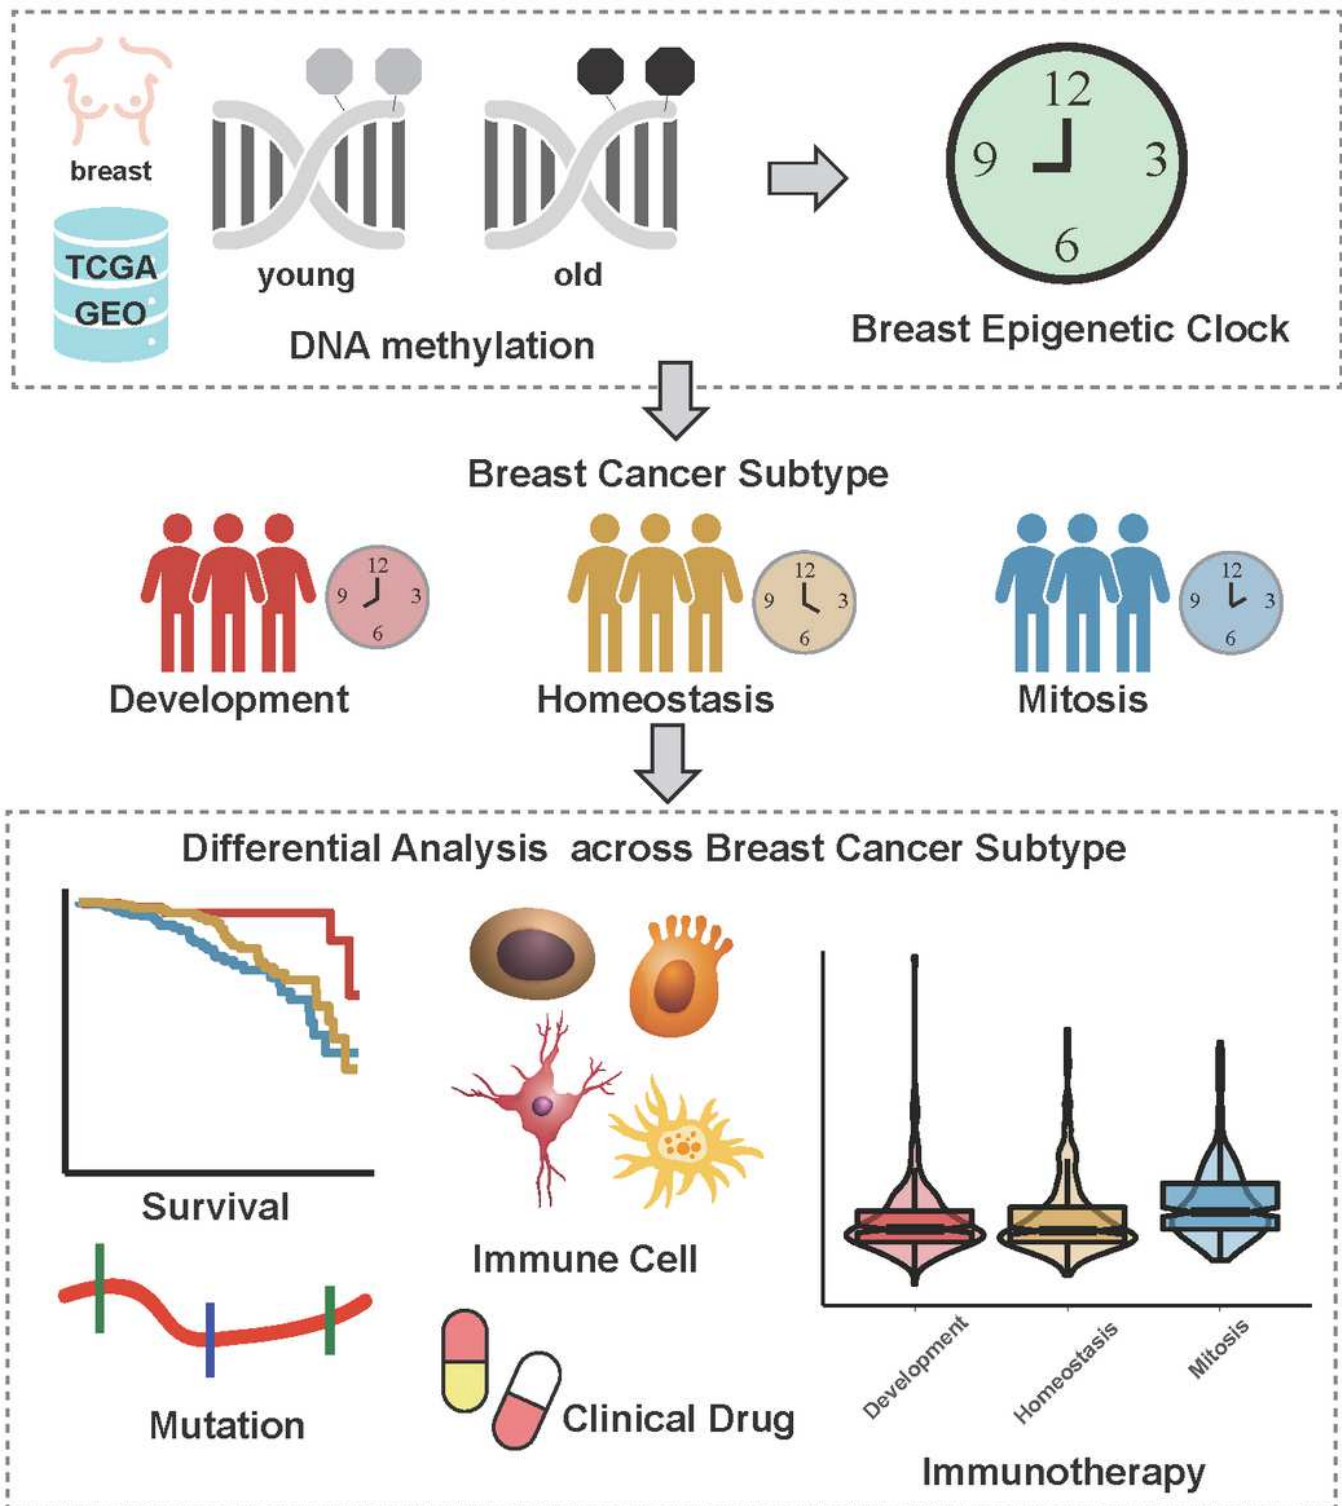 breast
TCGA
GEO
young
old
DNA methylation
12
9
3
6
Breast Epigenetic Clock
Breast Cancer Subtype
12
9
3
6
Development
12
9
3
6
Homeostasis
12
9
3
6
Mitosis
Differential Analysis across Breast Cancer Subtype
Survival
Immune Cell
Mutation
Clinical Drug
Development
Homeostasis
Mitosis
Immunotherapy